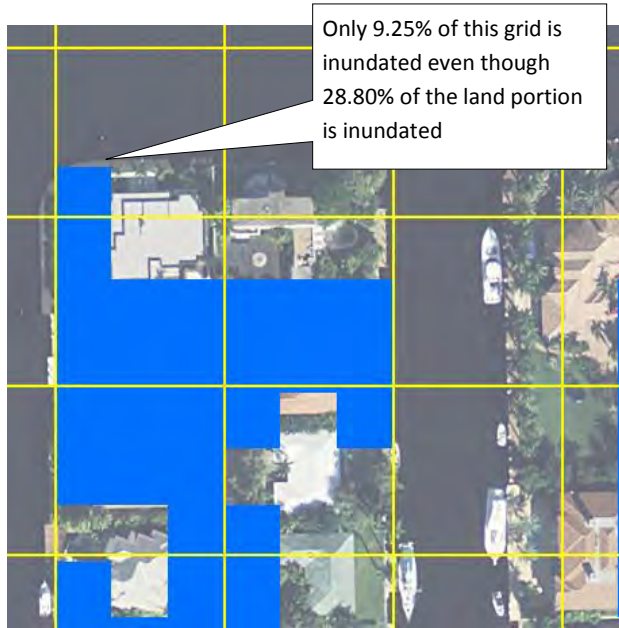 Only 9.25% of this grid is
inundated even though
28.80% of the land portion
is inundated